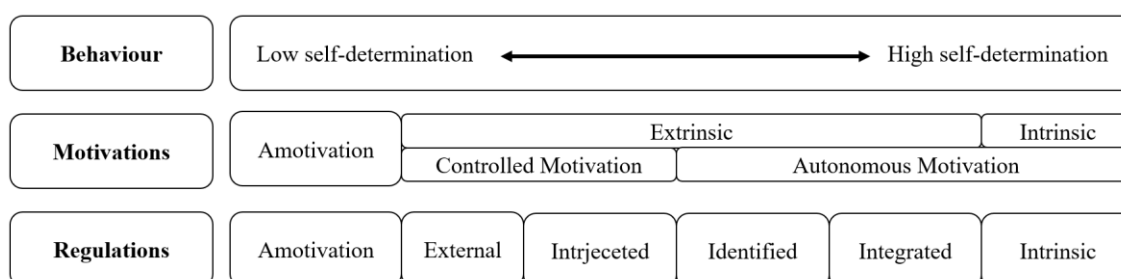 Behaviour Low self-determination High self-determination
Motivations Amotivation Extrinsic Intrinsic
Controlled Motivation Autonomous Motivation
Regulations Amotivation External Intrjeceted Identified Integrated Intrinsic